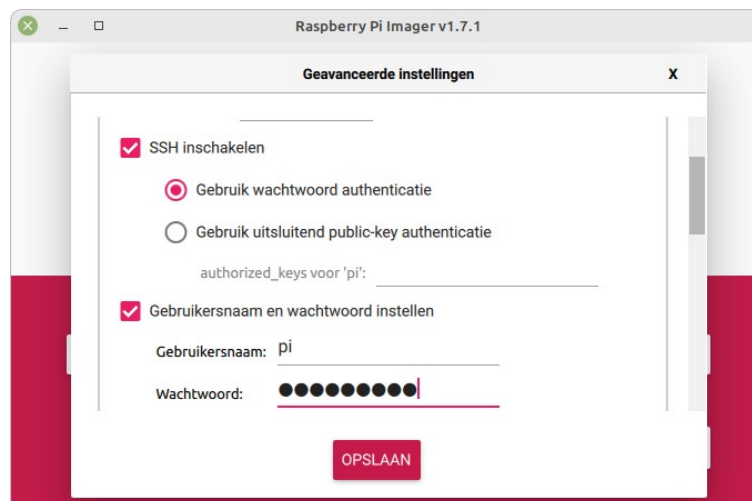 Raspberry Pi Imager v1.7.1
Geavanceerde instellingen X
SSH inschakelen
Gebruik wachtwoord authenticatie
Gebruik uitsluitend public-key authenticatie
authorized_keys voor 'pi':
Gebruikersnaam en wachtwoord instellen
Gebruikersnaam: pi
Wachtwoord: ●●●●●●●●●
OPSLAAN